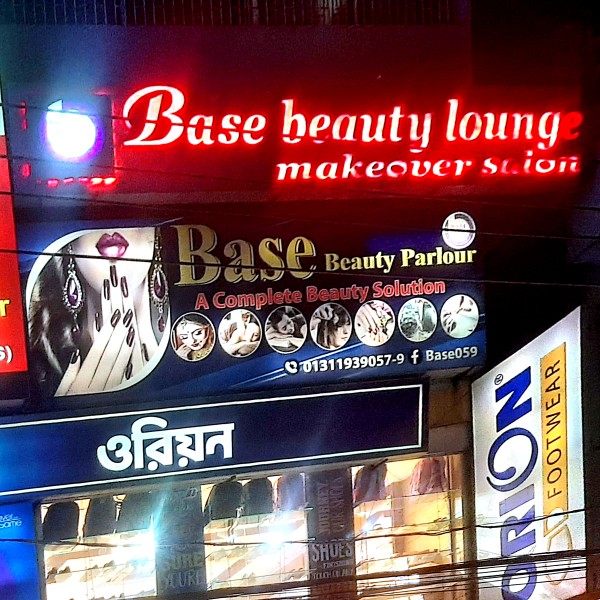 Base beauty lounge
makeover salon
Base Beauty Parlour
A Complete Beauty Solution
01311939057-9 f Base059
ওরিয়ন
ORION®
FOOTWEAR
SHOES